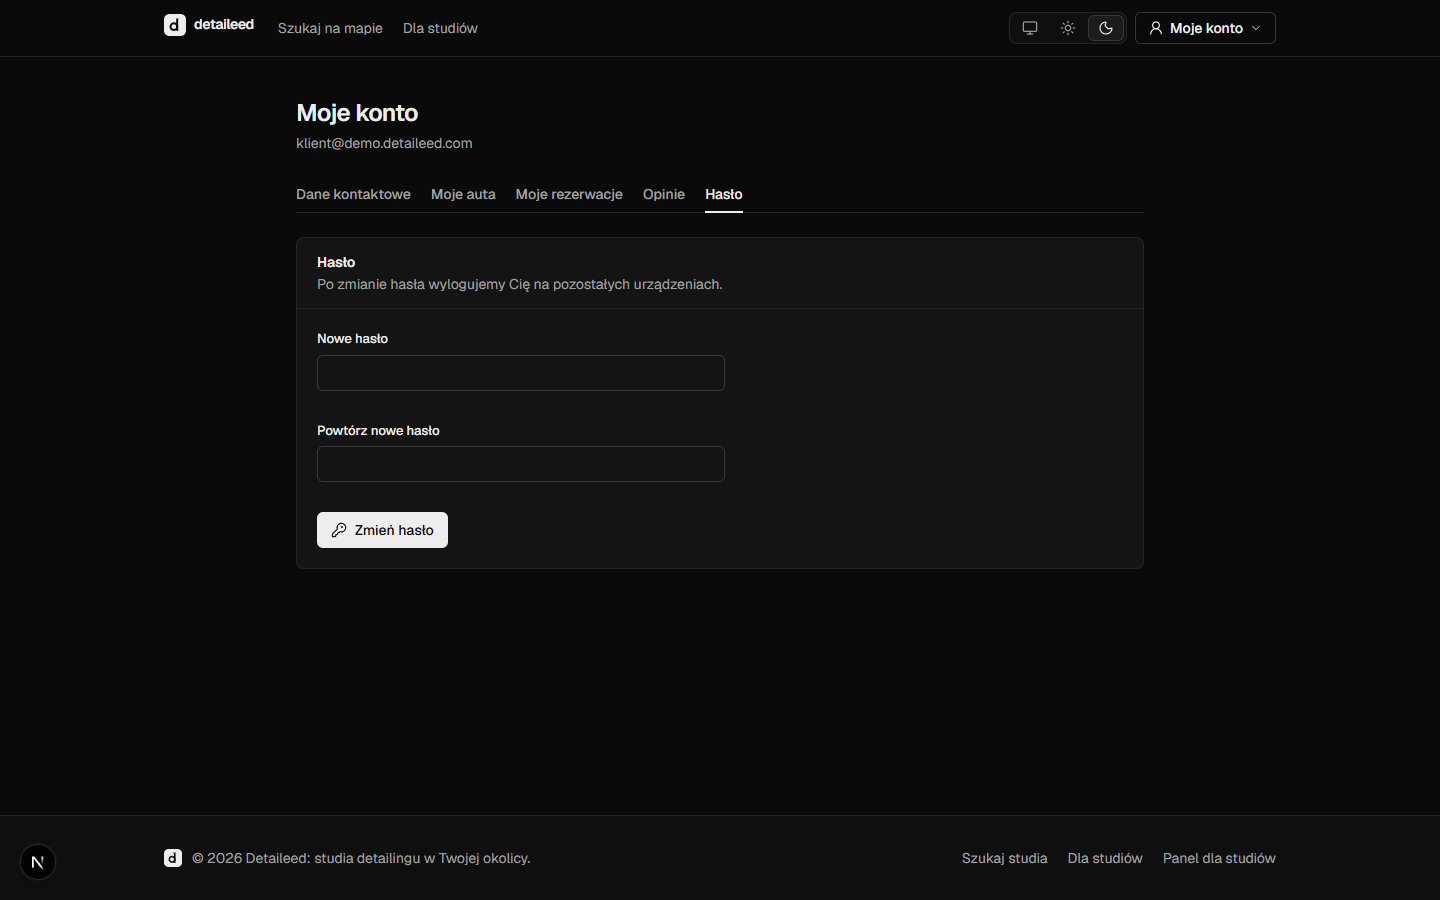 d detaileed
Szukaj na mapie
Dla studiów
Moje konto
Moje konto
klient@demo.detaileed.com
Dane kontaktowe
Moje auta
Moje rezerwacje
Opinie
Hasło
Hasło
Po zmianie hasła wylogujemy Cię na pozostałych urządzeniach.
Nowe hasło
Powtórz nowe hasło
Zmień hasło
N
d © 2026 Detaileed: studia detailingu w Twojej okolicy.
Szukaj studia
Dla studiów
Panel dla studiów